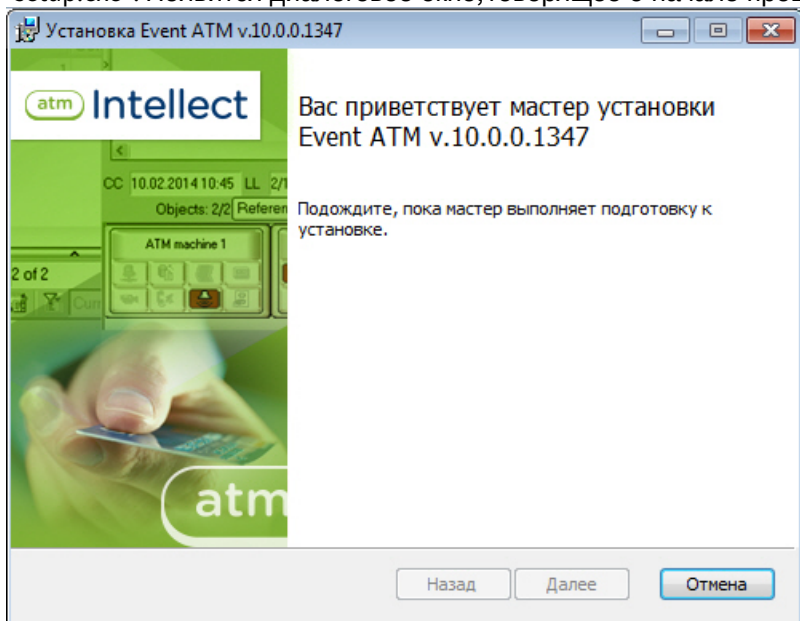 Установка Event ATM v.10.0.0.1347
atm Intellect
Вас приветствует мастер установки
Event ATM v.10.0.0.1347
CC 10.02.2014 10:45 LL
Objects: 2/2
Подождите, пока мастер выполняет подготовку к
установке.
ATM machine 1
2 of 2
atm
Назад Далее Отмена